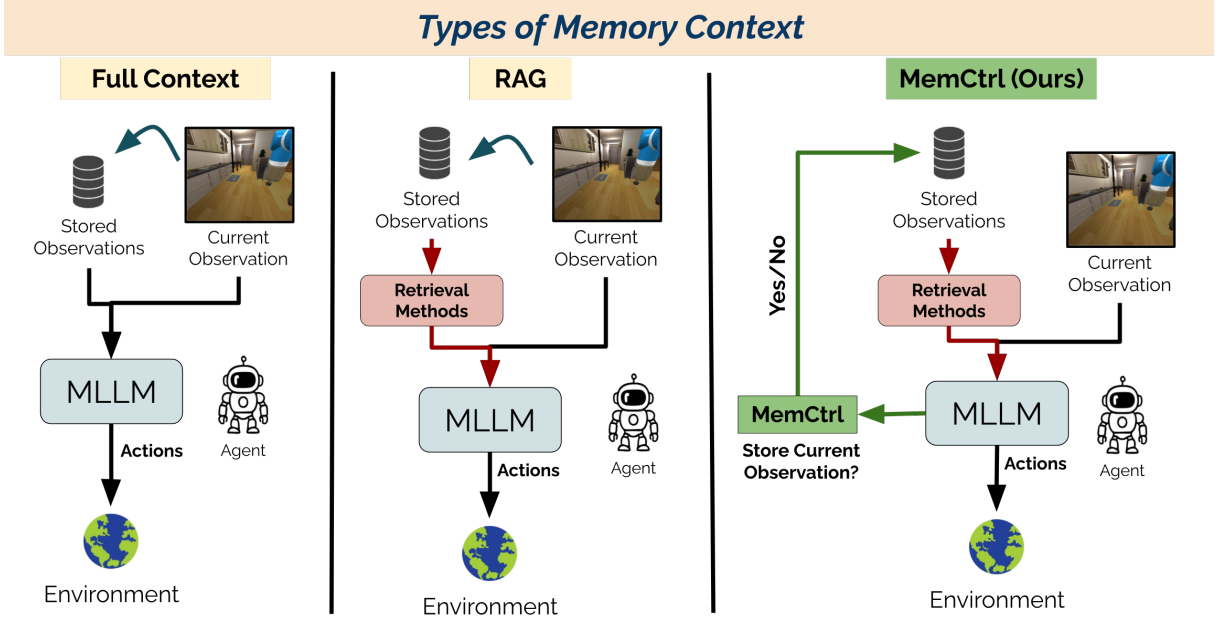 Types of Memory Context
Full Context
Stored
Observations
Current
Observation
MLLM
Actions
Agent
Environment
RAG
Stored
Observations
Current
Observation
Retrieval
Methods
MLLM
Actions
Agent
Environment
MemCtrl (Ours)
Yes/No
Stored
Observations
Current
Observation
Retrieval
Methods
MemCtrl
MLLM
Store Current
Observation?
Actions
Agent
Environment